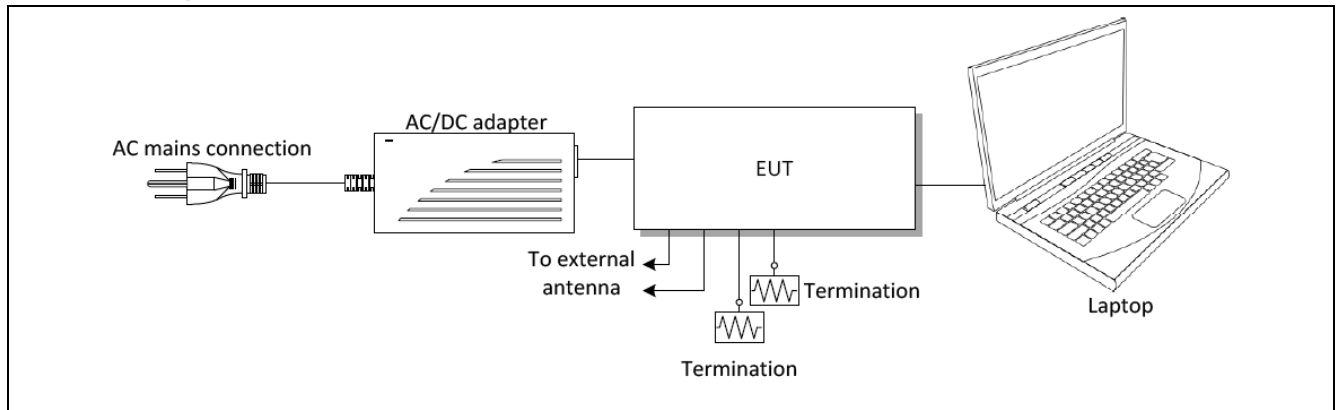 AC mains connection
AC/DC adapter
EUT
To external
antenna
Termination
Termination
Laptop